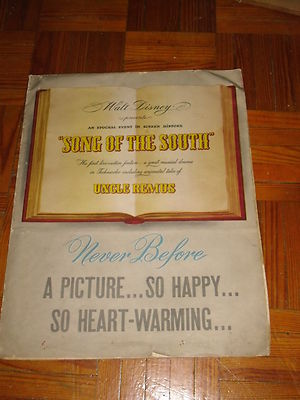 Walt Disney
presents
AN EPOCHAL EVENT IN SCREEN HISTORY
"SONG OF THE SOUTH"
His first live-action feature - a great musical drama
in Technicolor including animated tales of
UNCLE REMUS
Never Before
A PICTURE...SO HAPPY...
SO HEART-WARMING...